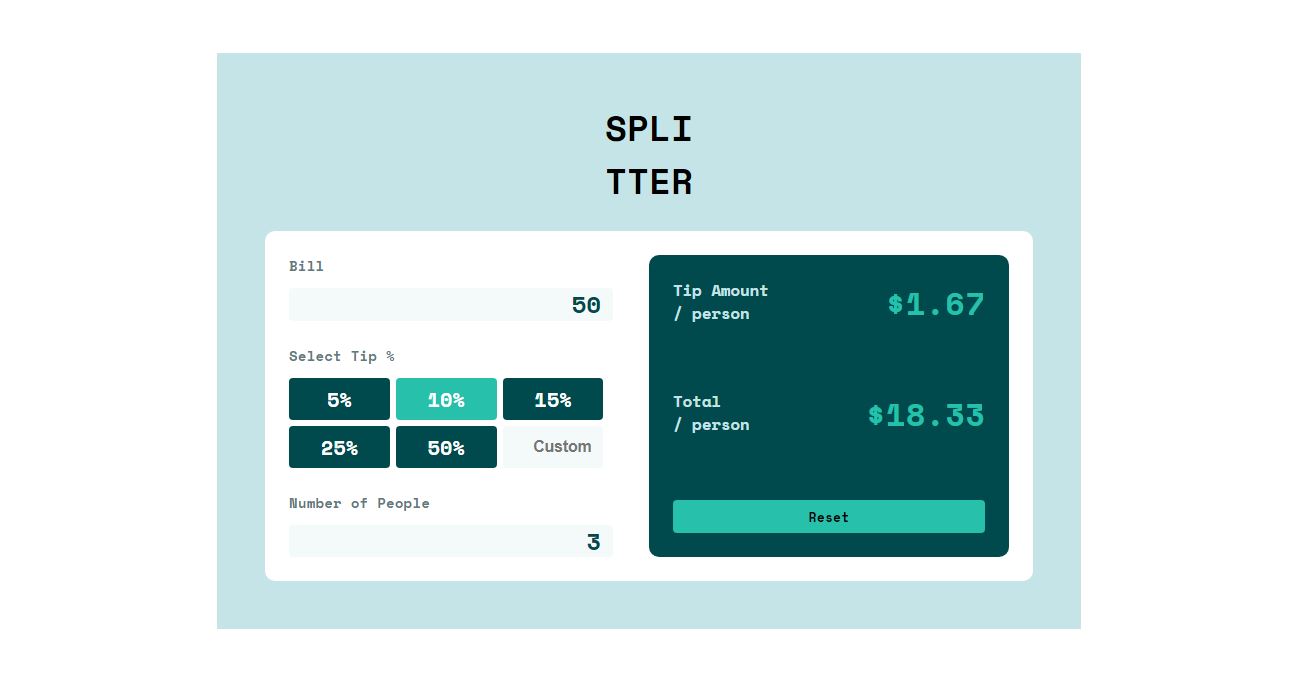 SPLI
TTER
Bill
50
Select Tip %
5% 10% 15%
25% 50% Custom
Number of People
3
Tip Amount
/ person
$1.67
Total
/ person
$18.33
Reset